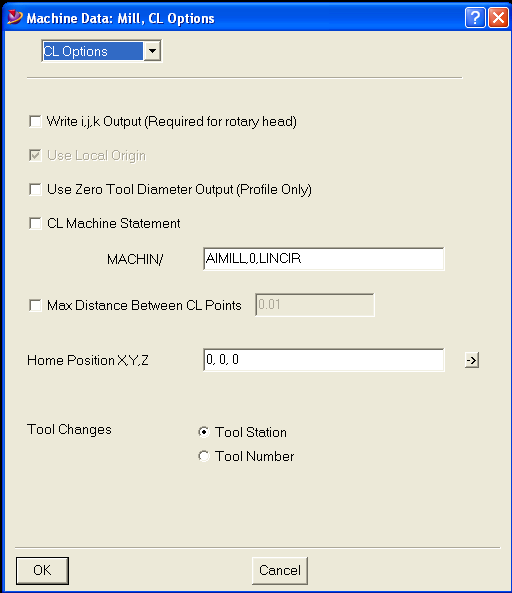 Machine Data: Mill, CL Options
CL Options
Write i,j,k Output (Required for rotary head)
Use Local Origin
Use Zero Tool Diameter Output (Profile Only)
CL Machine Statement
MACHIN/ AIMILL,0,LINCIR
Max Distance Between CL Points 0.01
Home Position X,Y,Z 0, 0, 0 ->
Tool Changes Tool Station
Tool Number
OK Cancel